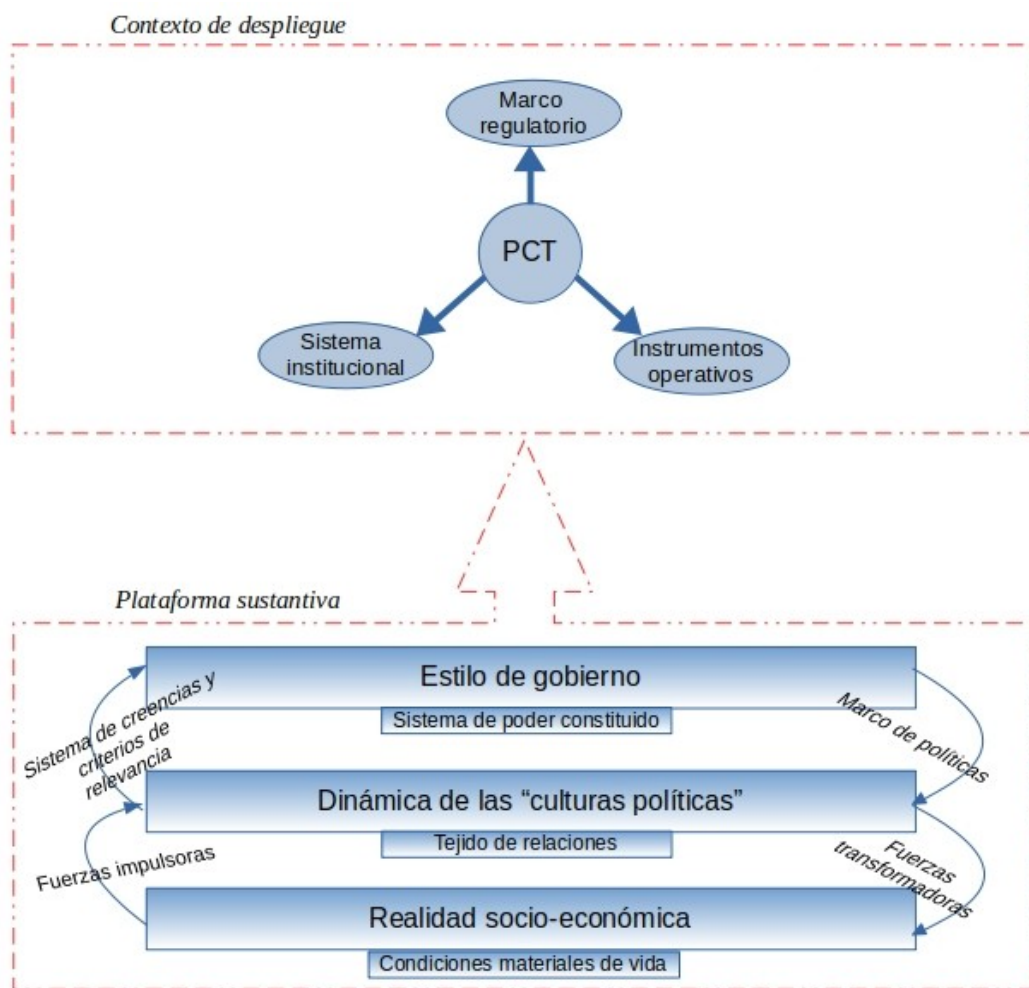 Contexto de despliegue
Marco
regulatorio
PCT
Sistema
institucional
Instrumentos
operativos
Plataforma sustantiva
Estilo de gobierno
Sistema de poder constituido
Sistema de creencias y
criterios de
relevancia
Marco de políticas
Dinámica de las “culturas políticas”
Tejido de relaciones
Fuerzas impulsoras
Fuerzas
transformadoras
Realidad socio-económica
Condiciones materiales de vida